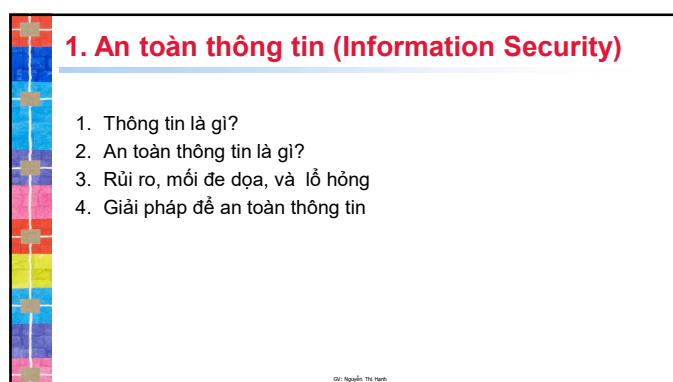 1. An toàn thông tin (Information Security)
1. Thông tin là gì?
2. An toàn thông tin là gì?
3. Rủi ro, mối đe dọa, và lổ hỏng
4. Giải pháp để an toàn thông tin
GV: Nguyễn Thị Hạnh